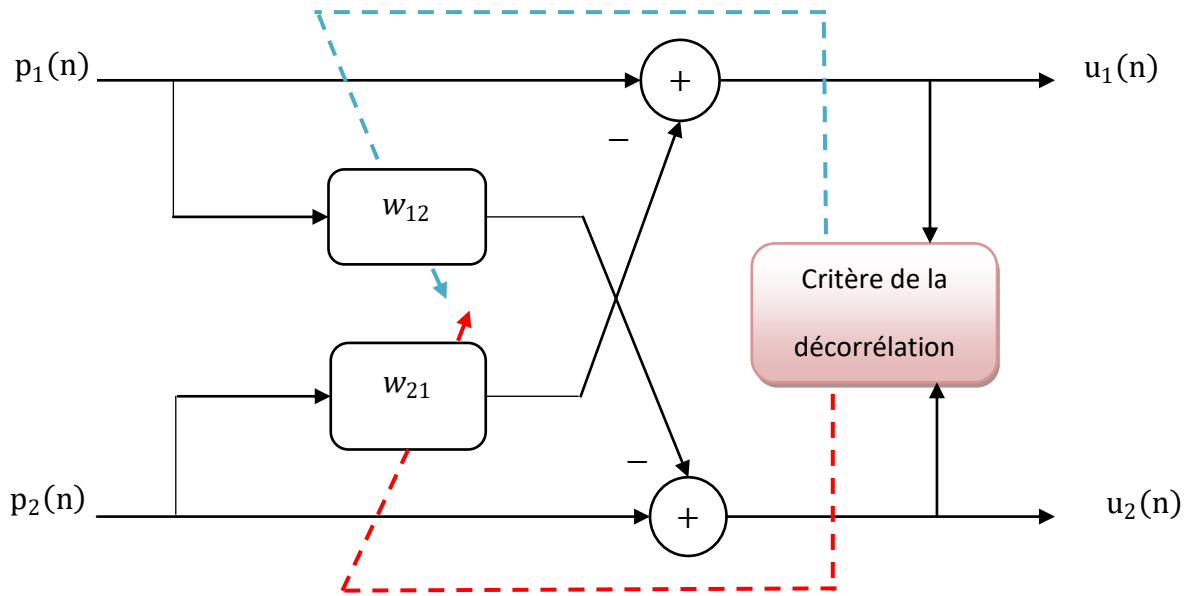 p₁(n)
+
u₁(n)
−
w₁₂
Critère de la
décorrélation
w₂₁
−
p₂(n)
+
u₂(n)